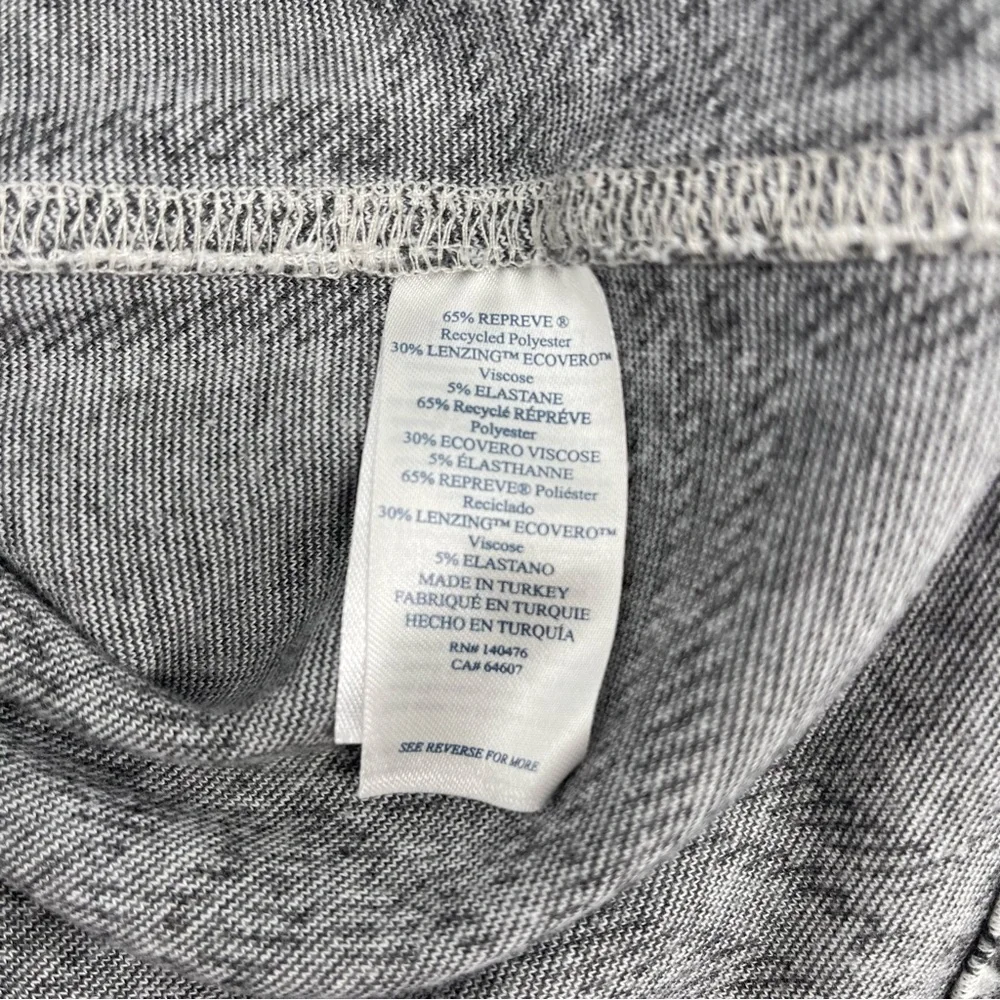 65% REPREVE ®
Recycled Polyester
30% LENZING™ ECOVERO™
Viscose
5% ELASTANE
65% Recyclé RÉPRÉVE
Polyester
30% ECOVERO VISCOSE
5% ÉLASTHANNE
65% REPREVE® Poliéster
Reciclado
30% LENZING™ ECOVERO™
Viscose
5% ELASTANO
MADE IN TURKEY
FABRIQUÉ EN TURQUIE
HECHO EN TURQUÍA
RN# 140476
CA# 64607
SEE REVERSE FOR MORE